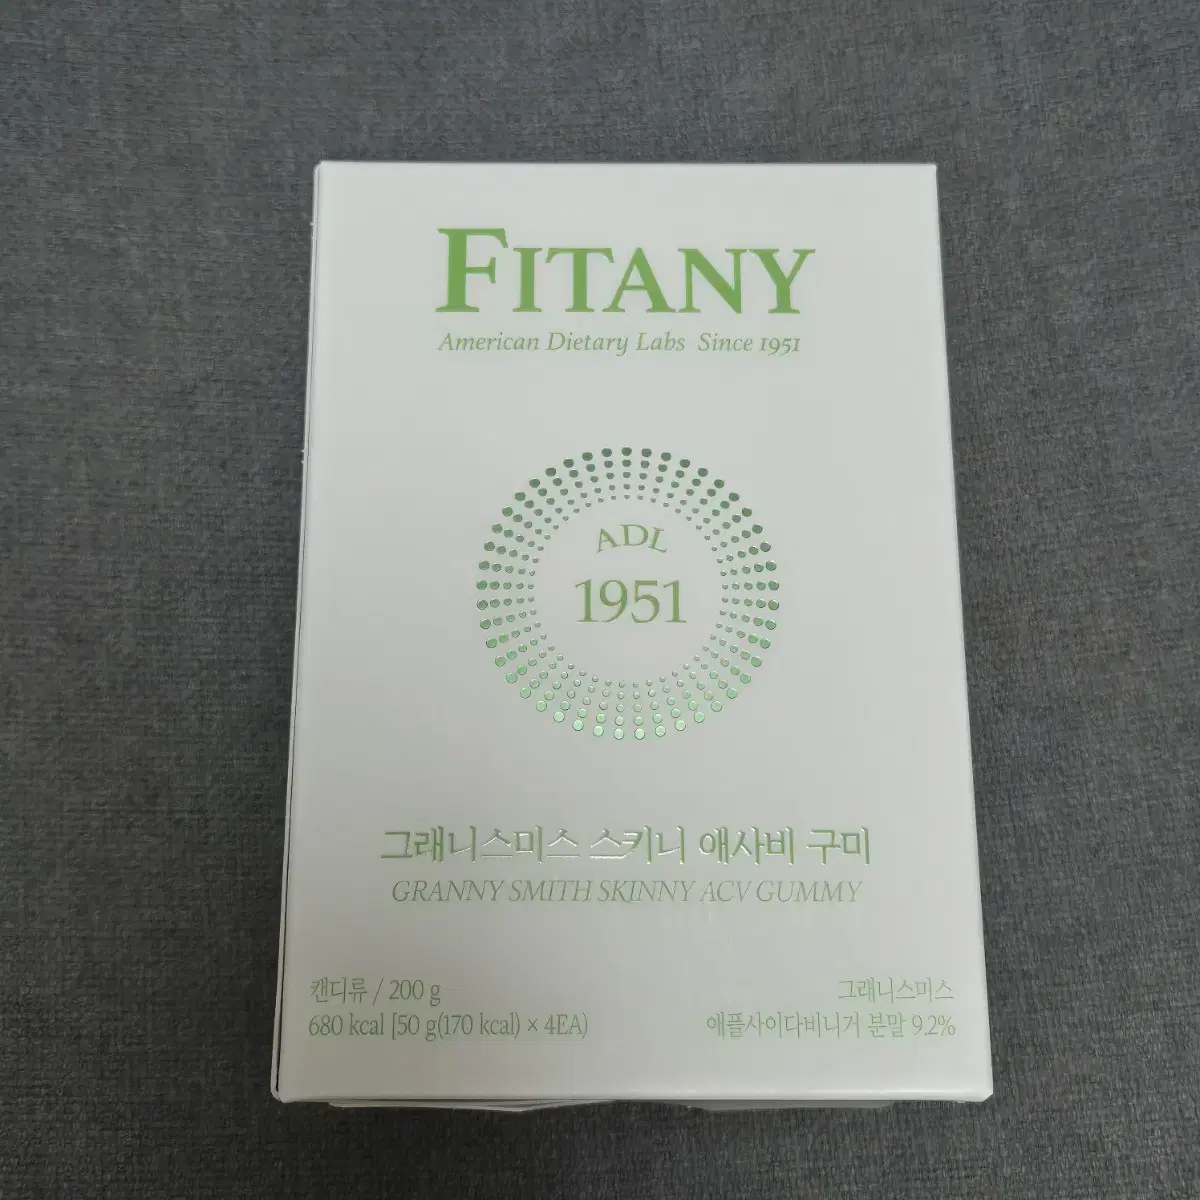 FITANY
American Dietary Labs Since 1951
ADL
1951
그래니스미스 스키니 애사비 구미
GRANNY SMITH SKINNY ACV GUMMY
캔디류 / 200 g
680 kcal [50 g(170 kcal) × 4EA)
그래니스미스
애플사이다비니거 분말 9.2%